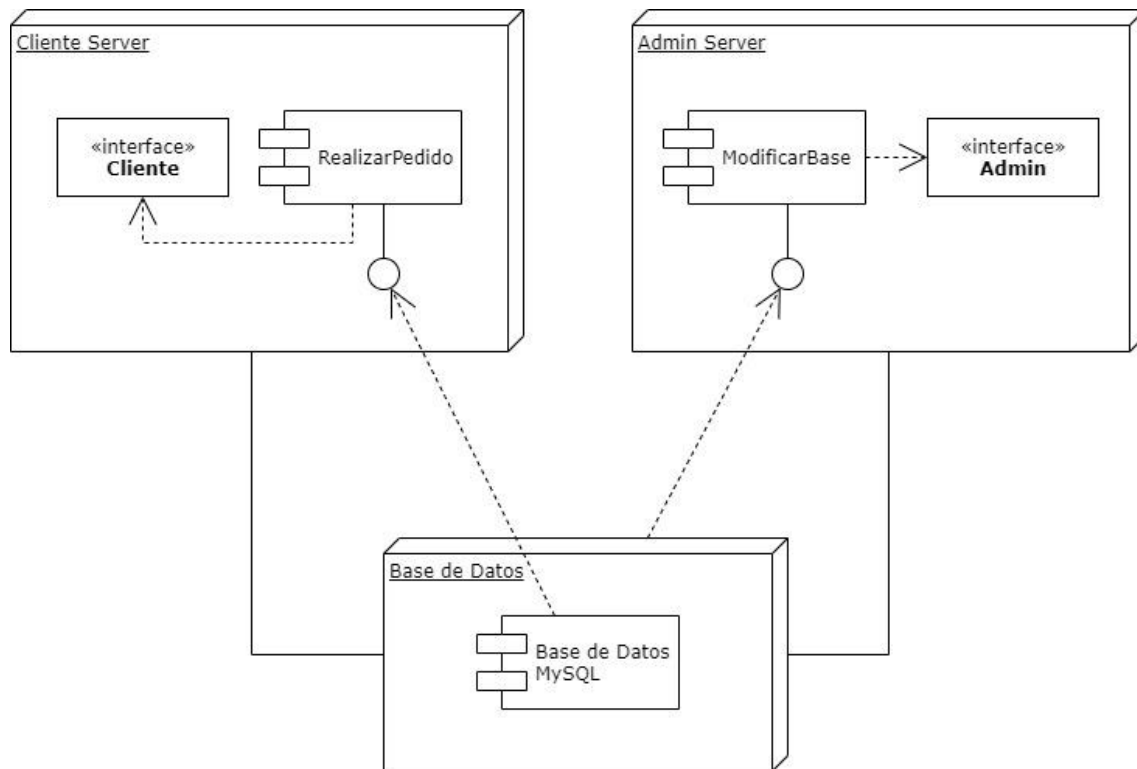 Cliente Server
«interface»
Cliente
RealizarPedido
Admin Server
ModificarBase
«interface»
Admin
Base de Datos
Base de Datos
MySQL